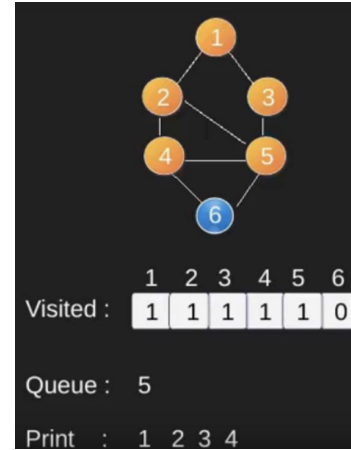 1
2 3
4 5
6
1 2 3 4 5 6
Visited : 1 1 1 1 1 0
Queue : 5
Print : 1 2 3 4